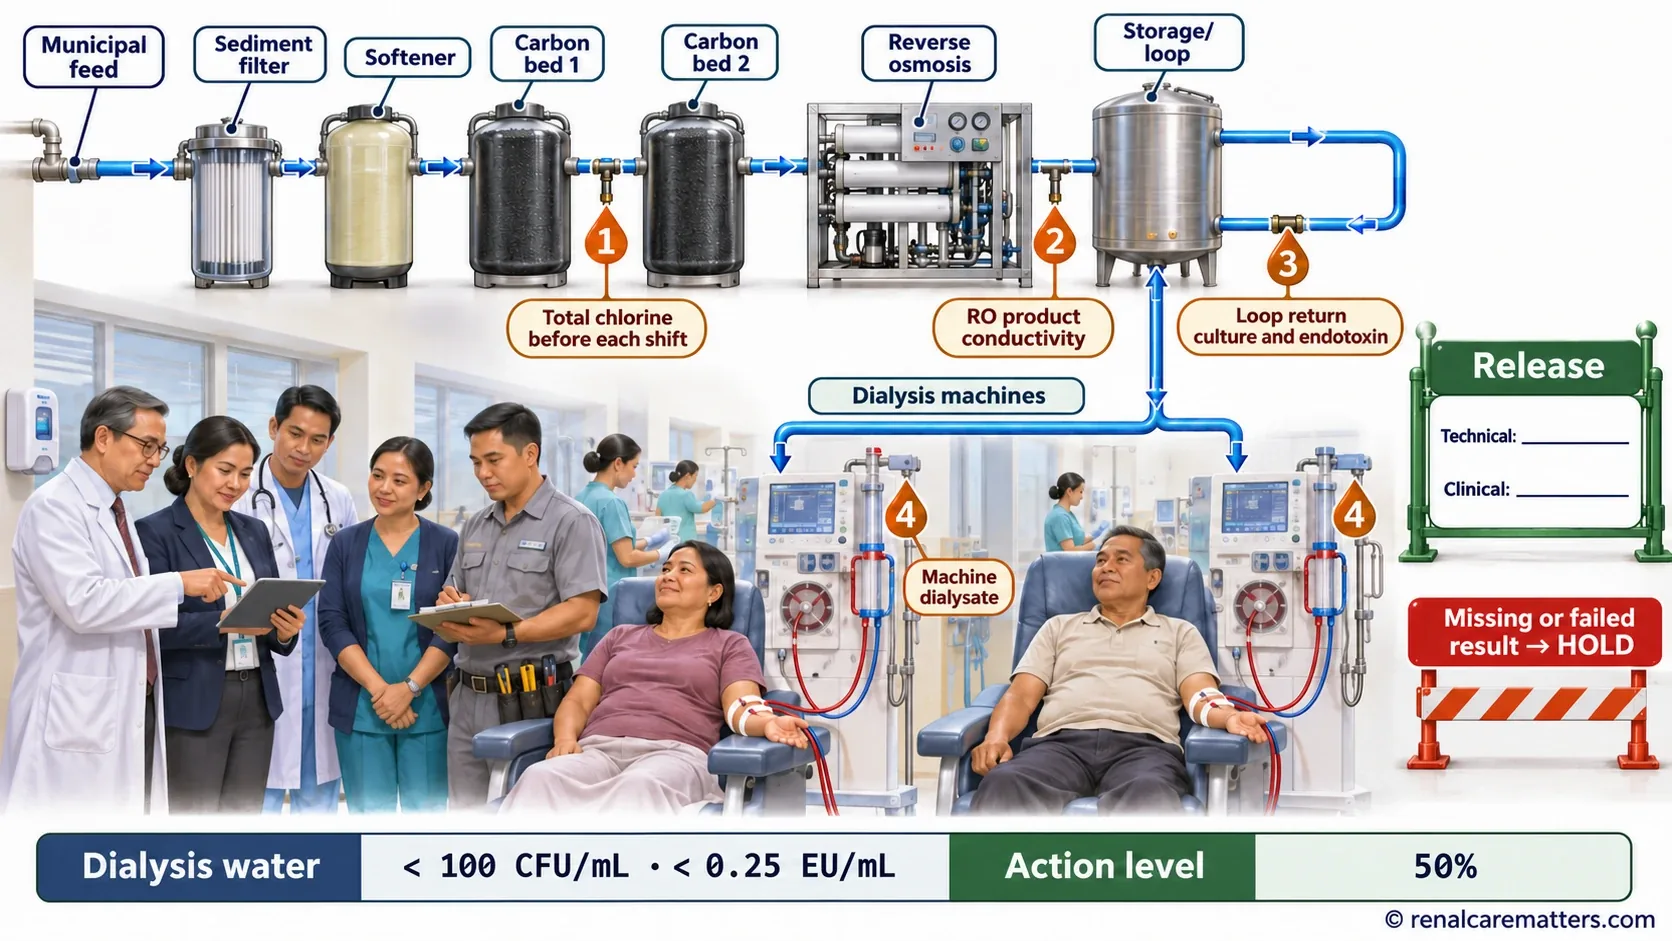 Municipal
feed
Sediment
filter
Softener
Carbon
bed 1
Carbon
bed 2
Reverse
osmosis
Storage/
loop
1
Total chlorine
before each shift
2
RO product
conductivity
3
Loop return
culture and endotoxin
Dialysis machines
4
Machine
dialysate
4
Release
Technical: ____________
Clinical: ____________
Missing or failed
result → HOLD
Dialysis water
< 100 CFU/mL · < 0.25 EU/mL
Action level
50%
© renalcarematters.com